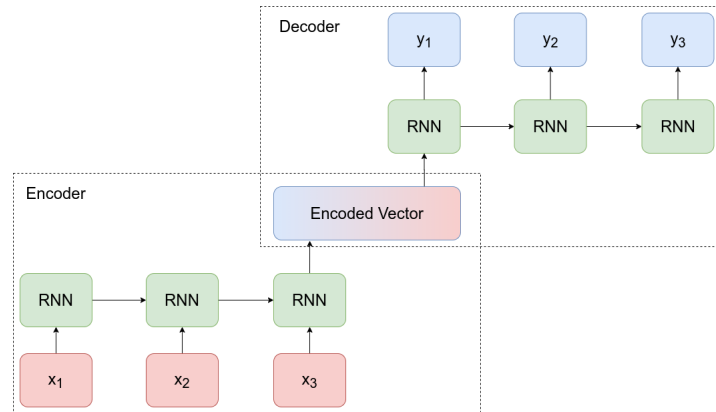 Decoder
y₁
y₂
y₃
RNN
RNN
RNN
Encoder
Encoded Vector
RNN
RNN
RNN
x₁
x₂
x₃